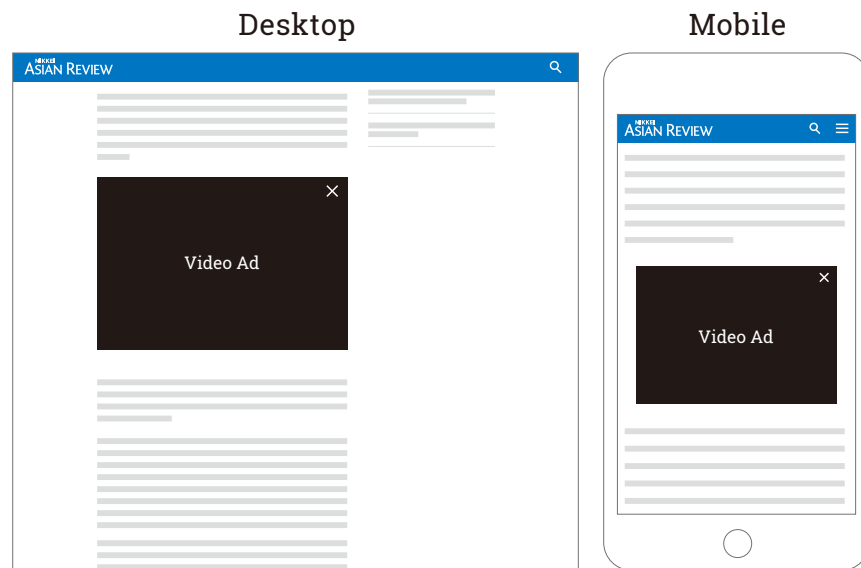 Desktop
Mobile
NIKKEI
ASIAN REVIEW
Video Ad
NIKKEI
ASIAN REVIEW
Video Ad